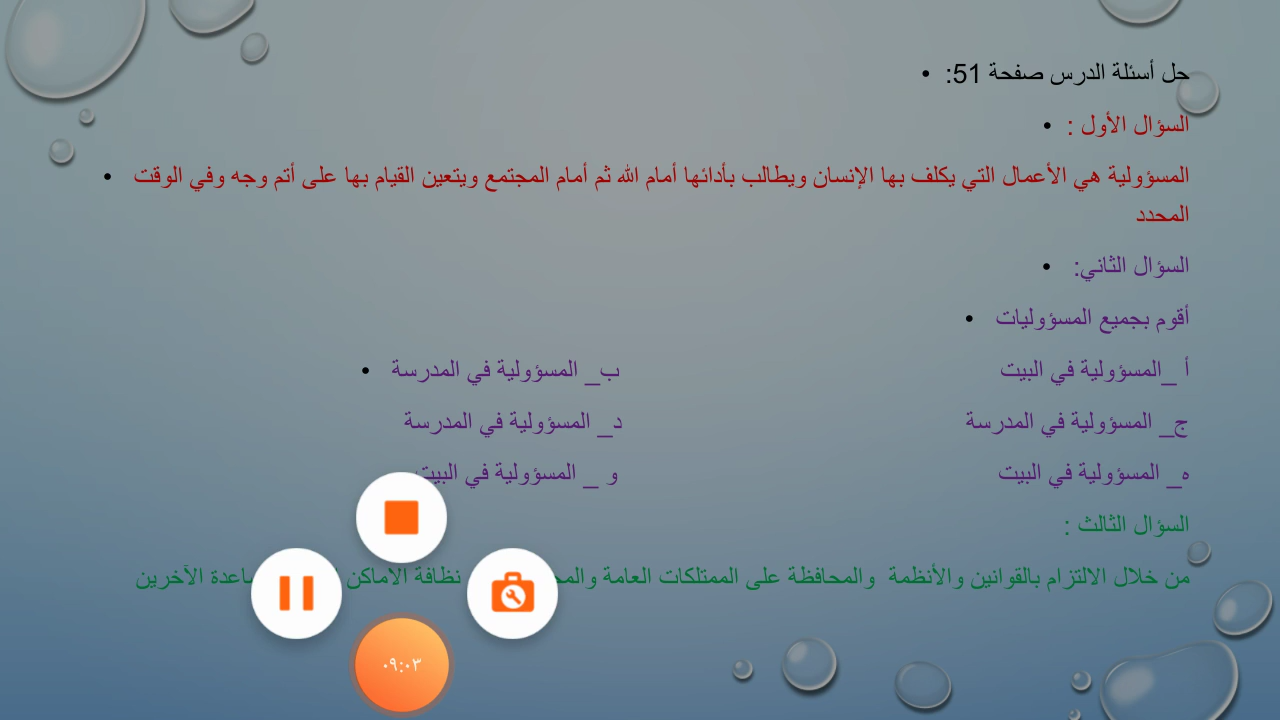 حل أسئلة الدرس صفحة 51:
السؤال الأول :
المسؤولية هي الأعمال التي يكلف بها الإنسان ويطالب بأدائها أمام الله ثم أمام المجتمع ويتعين القيام بها على أتم وجه وفي الوقت
المحدد
السؤال الثاني:
أقوم بجميع المسؤوليات
أ _المسؤولية في البيت ب_ المسؤولية في المدرسة
ج_ المسؤولية في المدرسة د_ المسؤولية في المدرسة
ه_ المسؤولية في البيت و _ المسؤولية في البيت
السؤال الثالث :
من خلال الالتزام بالقوانين والأنظمة والمحافظة على الممتلكات العامة نظافة الاماكن الآخرين
٠٩:٠٣